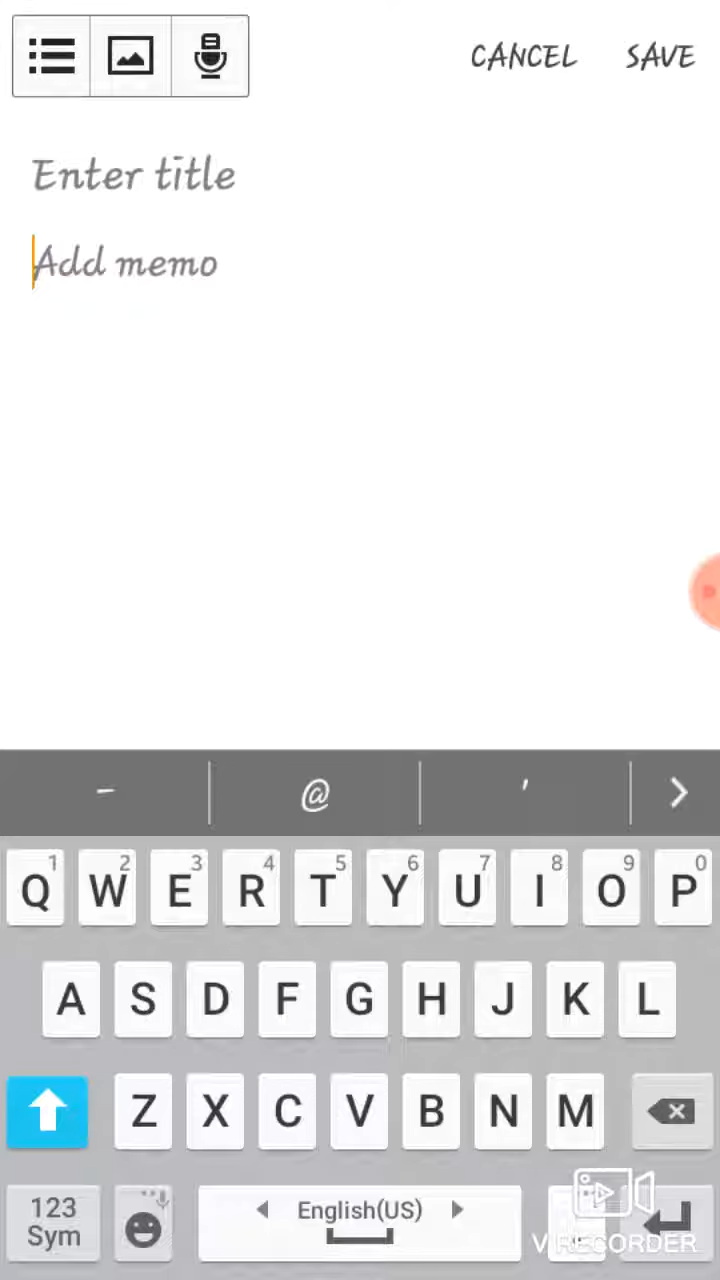 CANCEL SAVE
Enter title
Add memo
- @ '
1 2 3 4 5 6 7 8 9 0
Q W E R T Y U I O P
A S D F G H J K L
Z X C V B N M
123
Sym
English(US)
V RECORDER